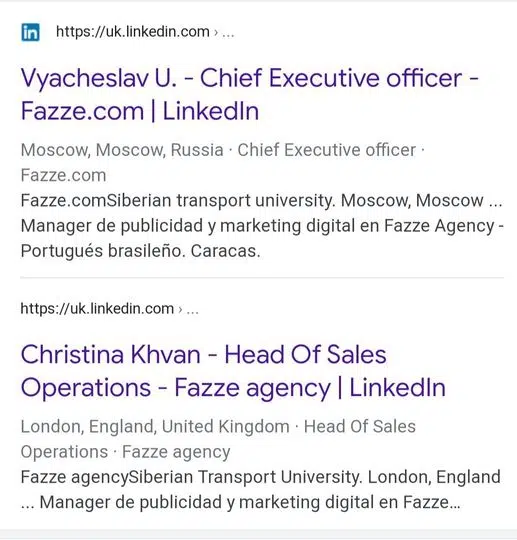 in https://uk.linkedin.com › ...
Vyacheslav U. - Chief Executive officer -
Fazze.com | LinkedIn
Moscow, Moscow, Russia · Chief Executive officer ·
Fazze.com
Fazze.comSiberian transport university. Moscow, Moscow ...
Manager de publicidad y marketing digital en Fazze Agency -
Portugués brasileño. Caracas.
https://uk.linkedin.com › ...
Christina Khvan - Head Of Sales
Operations - Fazze agency | LinkedIn
London, England, United Kingdom · Head Of Sales
Operations · Fazze agency
Fazze agencySiberian Transport University. London, England
... Manager de publicidad y marketing digital en Fazze...